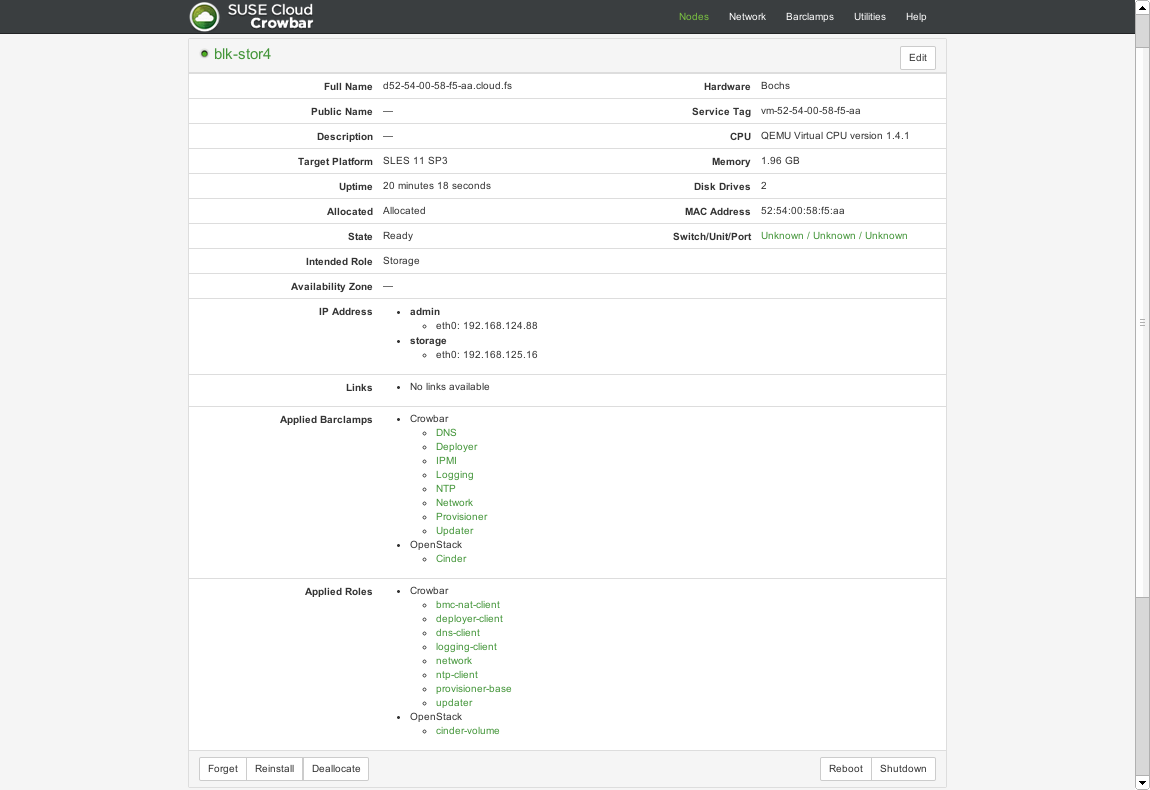 SUSE Cloud
Crowbar
Nodes Network Barclamps Utilities Help
blk-stor4
Edit
Full Name d52-54-00-58-f5-aa.cloud.fs Hardware Bochs
Public Name — Service Tag vm-52-54-00-58-f5-aa
Description — CPU QEMU Virtual CPU version 1.4.1
Target Platform SLES 11 SP3 Memory 1.96 GB
Uptime 20 minutes 18 seconds Disk Drives 2
Allocated Allocated MAC Address 52:54:00:58:f5:aa
State Ready Switch/Unit/Port Unknown / Unknown / Unknown
Intended Role Storage
Availability Zone —
IP Address • admin
eth0: 192.168.124.88
• storage
eth0: 192.168.125.16
Links • No links available
Applied Barclamps • Crowbar
DNS
Deployer
IPMI
Logging
NTP
Network
Provisioner
Updater
• OpenStack
Cinder
Applied Roles • Crowbar
bmc-nat-client
deployer-client
dns-client
logging-client
network
ntp-client
provisioner-base
updater
• OpenStack
cinder-volume
Forget Reinstall Deallocate Reboot Shutdown